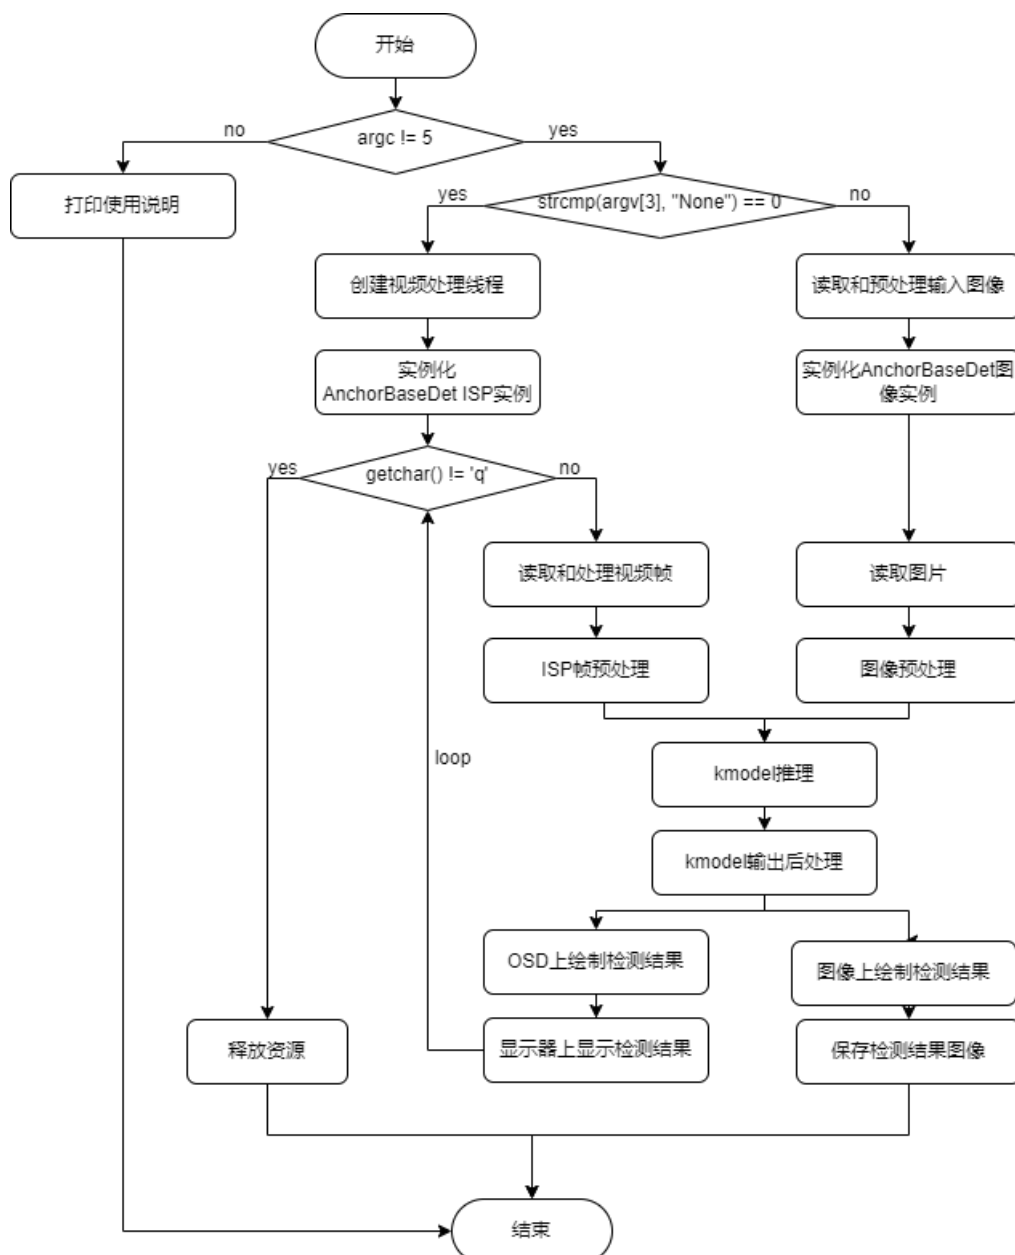 开始
no
argc != 5
yes
打印使用说明
yes
strcmp(argv[3], "None") == 0
no
创建视频处理线程
读取和预处理输入图像
实例化
AnchorBaseDet ISP实例
实例化AnchorBaseDet图
像实例
yes
getchar() != 'q'
no
读取和处理视频帧
读取图片
ISP帧预处理
图像预处理
loop
kmodel推理
kmodel输出后处理
OSD上绘制检测结果
图像上绘制检测结果
释放资源
显示器上显示检测结果
保存检测结果图像
结束